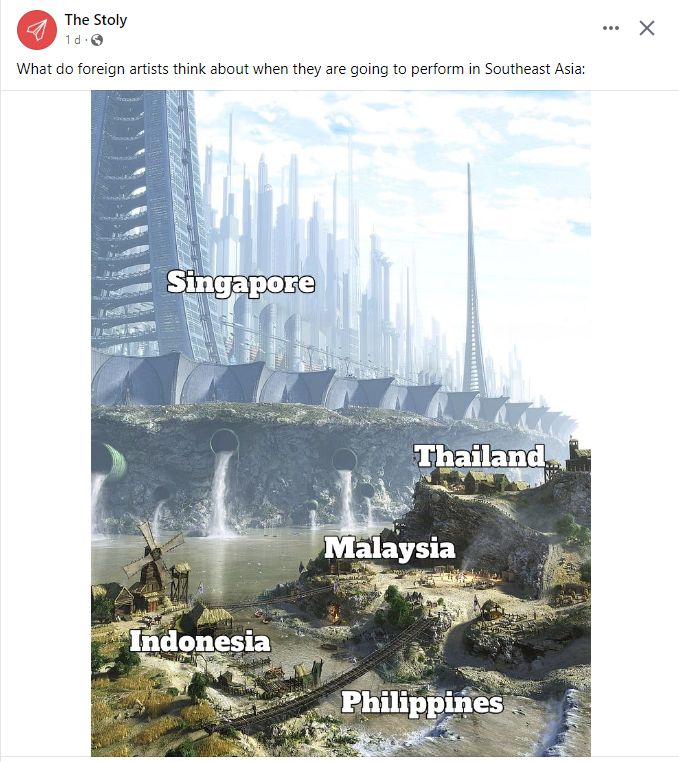 The Stoly
1 d ·
What do foreign artists think about when they are going to perform in Southeast Asia:
Singapore
Thailand
Malaysia
Indonesia
Philippines